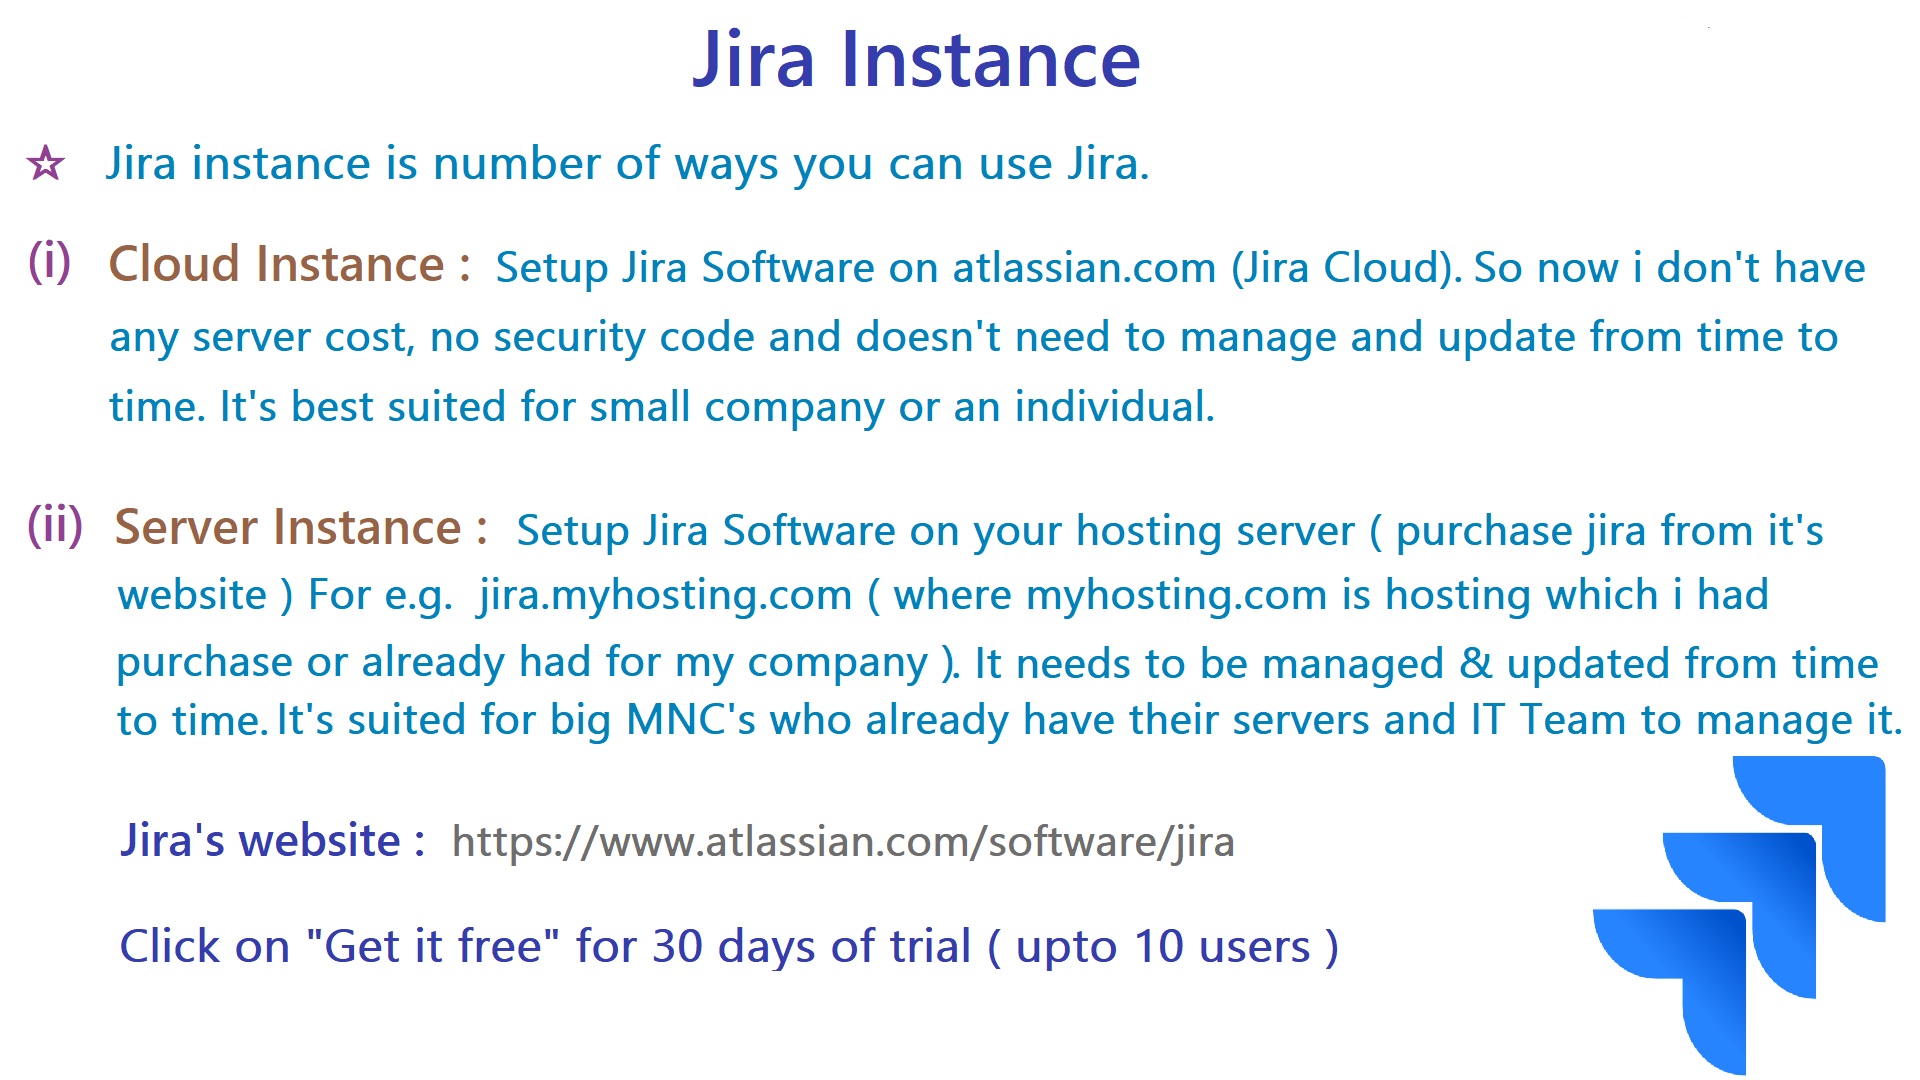 Jira Instance
☆ Jira instance is number of ways you can use Jira.
(i) Cloud Instance : Setup Jira Software on atlassian.com (Jira Cloud). So now i don't have
any server cost, no security code and doesn't need to manage and update from time to
time. It's best suited for small company or an individual.
(ii) Server Instance : Setup Jira Software on your hosting server ( purchase jira from it's
website ) For e.g. jira.myhosting.com ( where myhosting.com is hosting which i had
purchase or already had for my company ). It needs to be managed & updated from time
to time. It's suited for big MNC's who already have their servers and IT Team to manage it.
Jira's website : https://www.atlassian.com/software/jira
Click on "Get it free" for 30 days of trial ( upto 10 users )